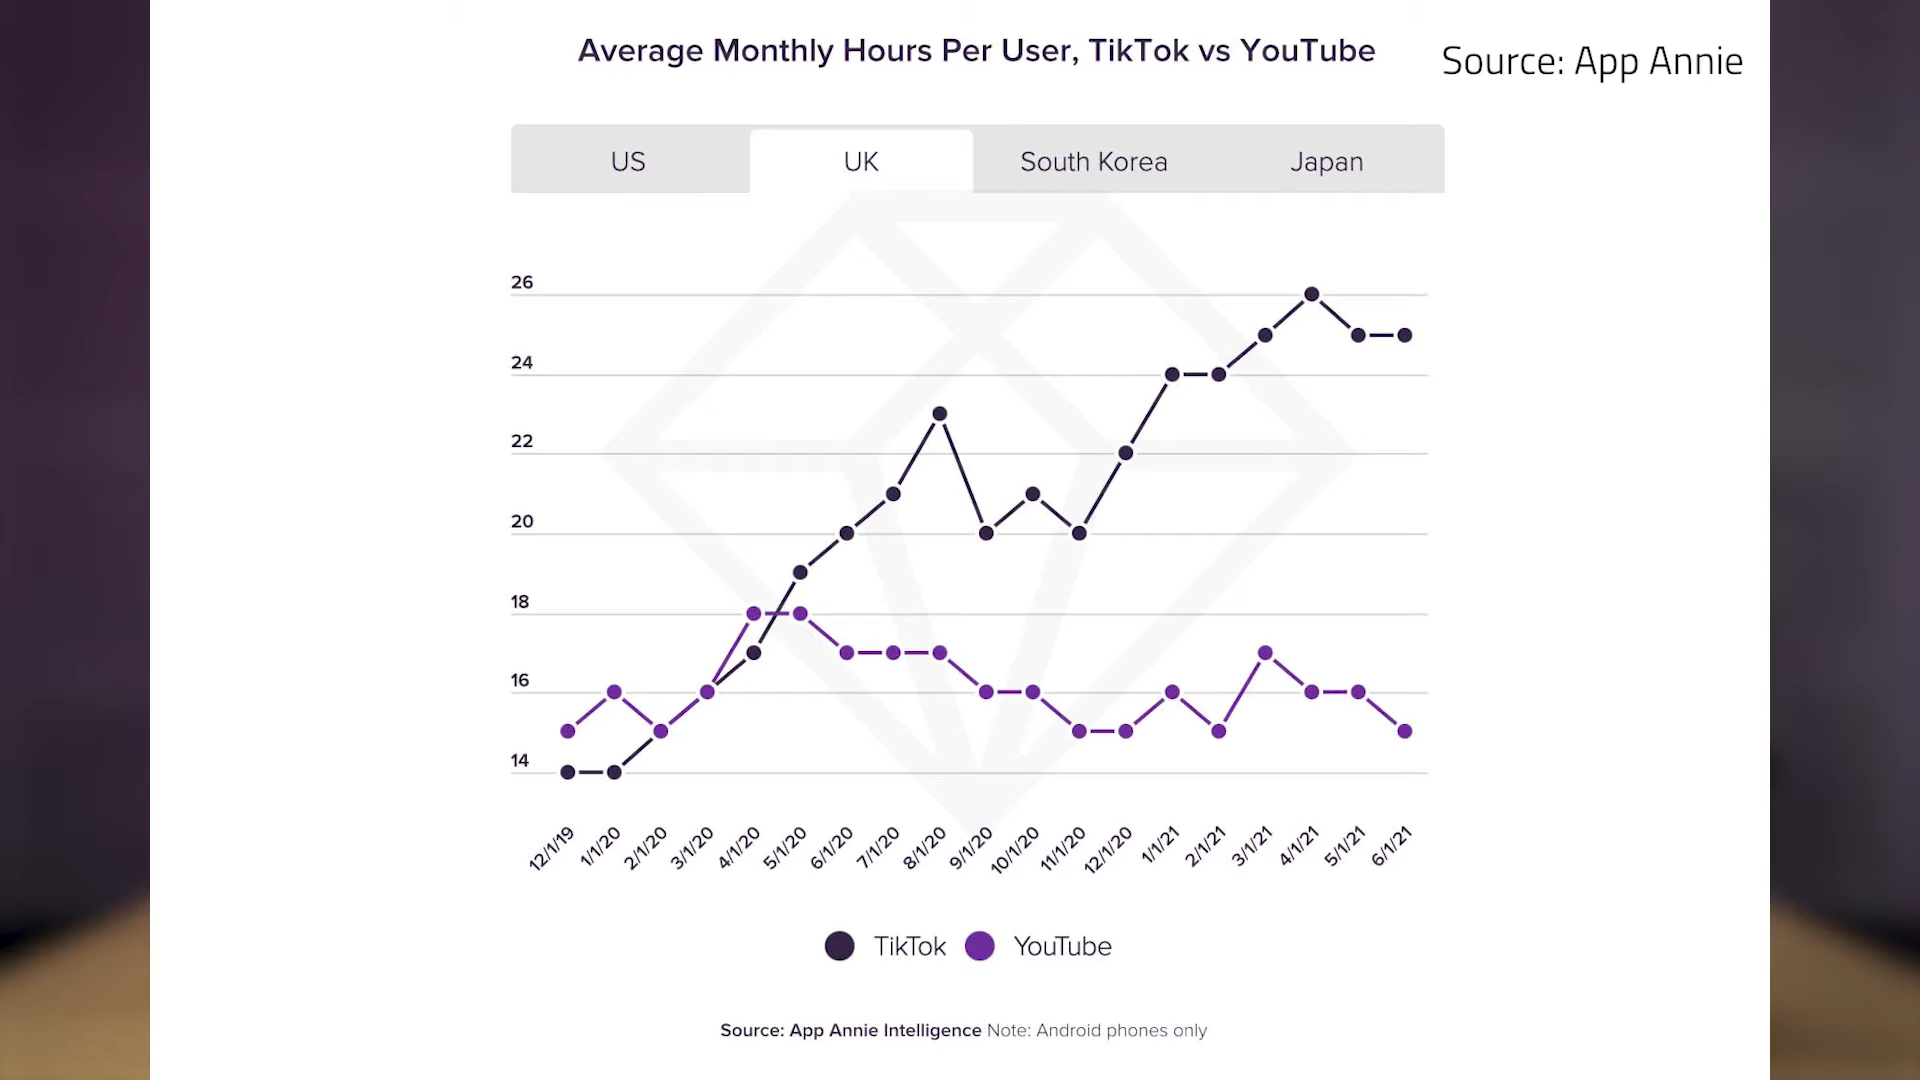 Average Monthly Hours Per User, TikTok vs YouTube
Source: App Annie
US UK South Korea Japan
26
24
22
20
18
16
14
12/1/19 1/1/20 2/1/20 3/1/20 4/1/20 5/1/20 6/1/20 7/1/20 8/1/20 9/1/20 10/1/20 11/1/20 12/1/20 1/1/21 2/1/21 3/1/21 4/1/21 5/1/21 6/1/21
TikTok YouTube
Source: App Annie Intelligence Note: Android phones only